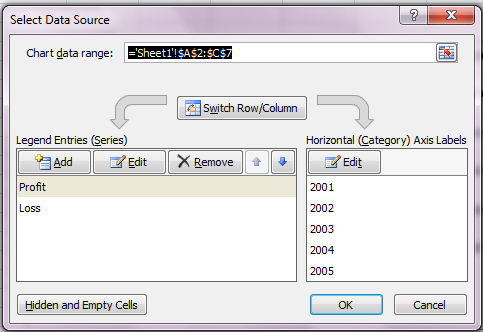 Select Data Source
Chart data range: ='Sheet1'!$A$2:$C$7
Switch Row/Column
Legend Entries (Series)
Add Edit Remove
Profit
Loss
Horizontal (Category) Axis Labels
Edit
2001
2002
2003
2004
2005
Hidden and Empty Cells
OK Cancel